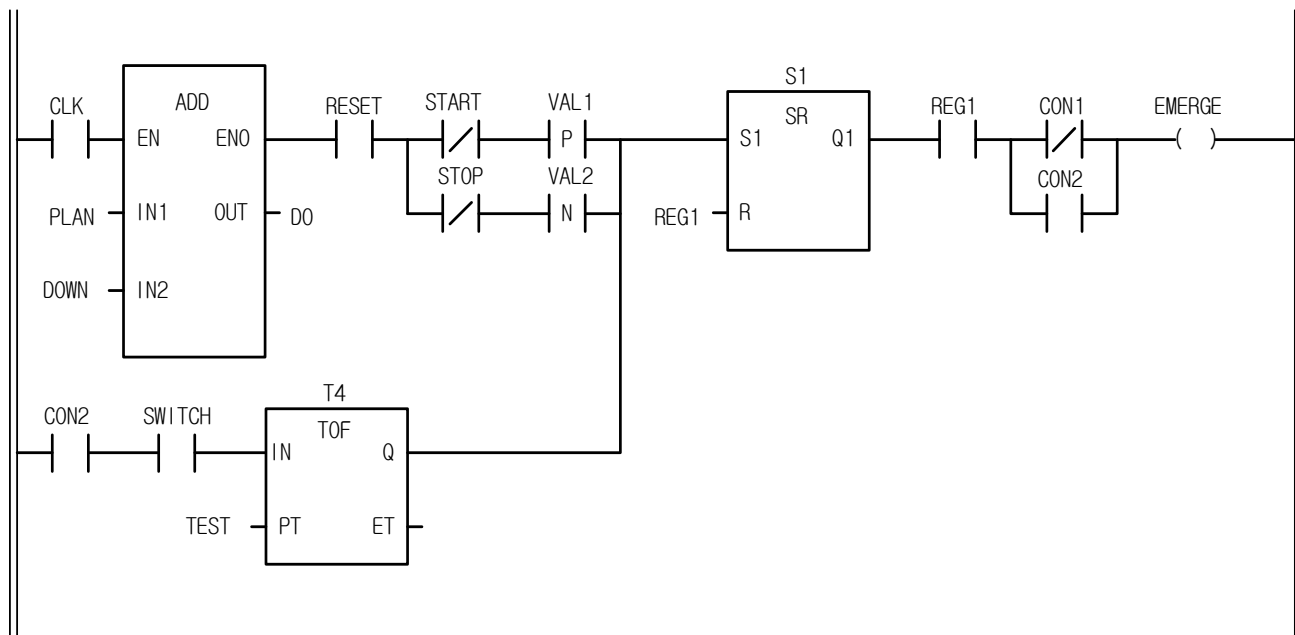 S1
CLK
ADD
RESET
START
VAL1
SR
REG1
CON1
EMERGE
EN
ENO
P
S1
Q1
( )
STOP
VAL2
CON2
PLAN
IN1
OUT
DO
N
REG1
R
DOWN
IN2
T4
CON2
SWITCH
TOF
IN
Q
TEST
PT
ET